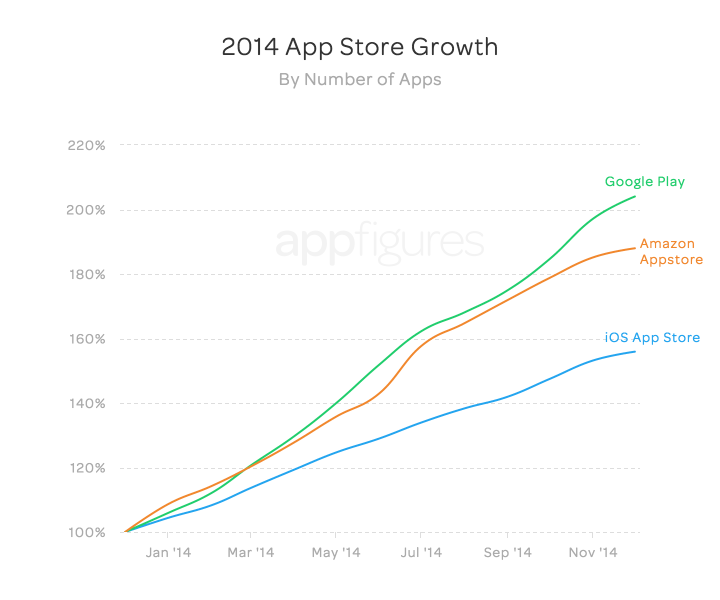 2014 App Store Growth
By Number of Apps
220%
Google Play
200%
appfigures
Amazon
Appstore
180%
160%
iOS App Store
140%
120%
100%
Jan '14 Mar '14 May '14 Jul '14 Sep '14 Nov '14